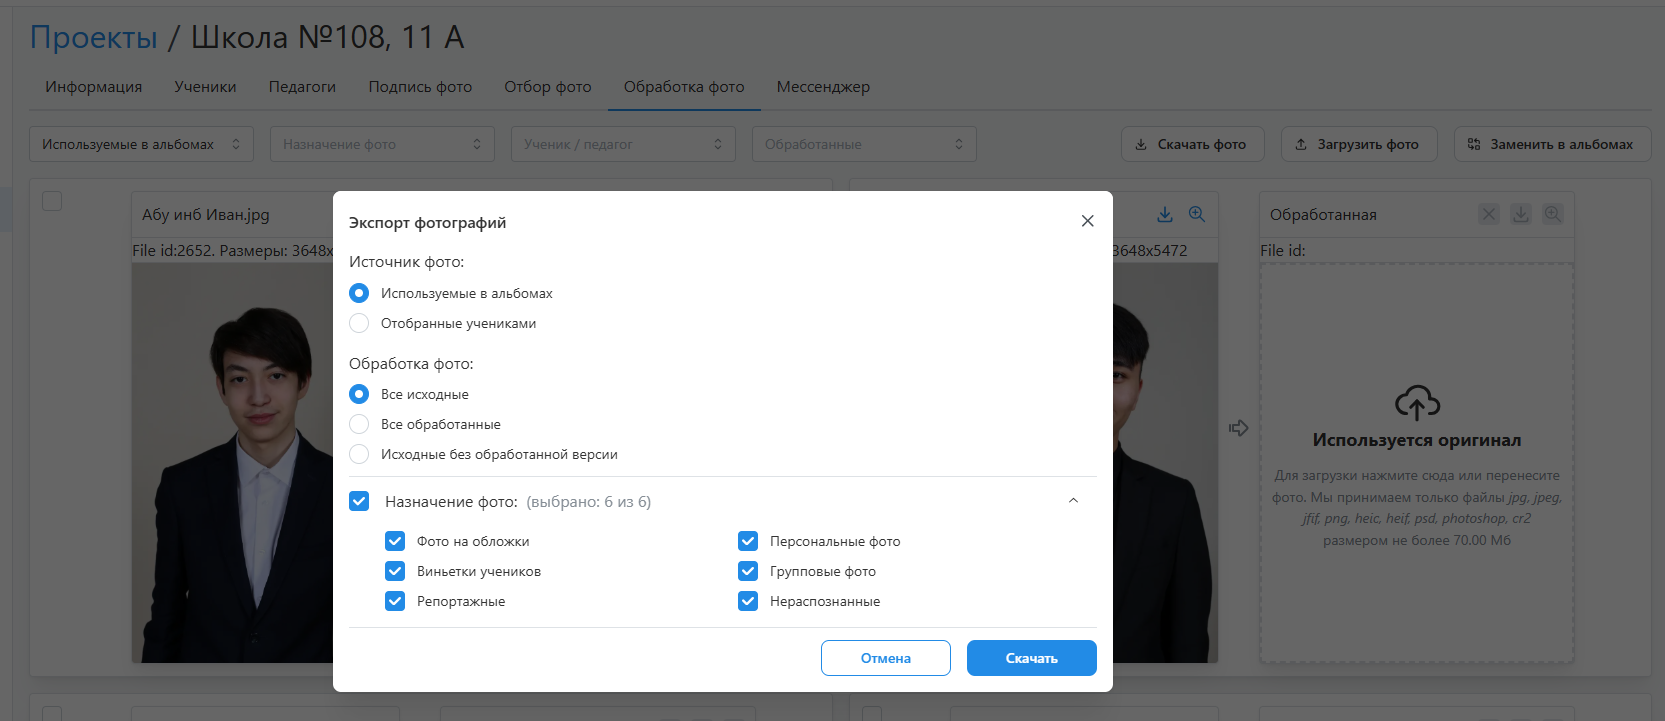 Проекты / Школа №108, 11 А
Информация Ученики Педагоги Подпись фото Отбор фото Обработка фото Мессенджер
Используемые в альбомах Назначение фото Ученик / педагог Обработанные Скачать фото Загрузить фото Заменить в альбомах
Абу инб Иван.jpg
File id:2652. Размеры: 3648x
Экспорт фотографий
Источник фото:
Используемые в альбомах
Отобранные учениками
Обработка фото:
Все исходные
Все обработанные
Исходные без обработанной версии
Назначение фото: (выбрано: 6 из 6)
Фото на обложки Персональные фото
Виньетки учеников Групповые фото
Репортажные Нераспознанные
Отмена Скачать
3648x5472
Обработанная
File id:
Используется оригинал
Для загрузки нажмите сюда или перенесите
фото. Мы принимаем только файлы jpg, jpeg,
jfif, png, heic, heif, psd, photoshop, cr2
размером не более 70.00 Мб